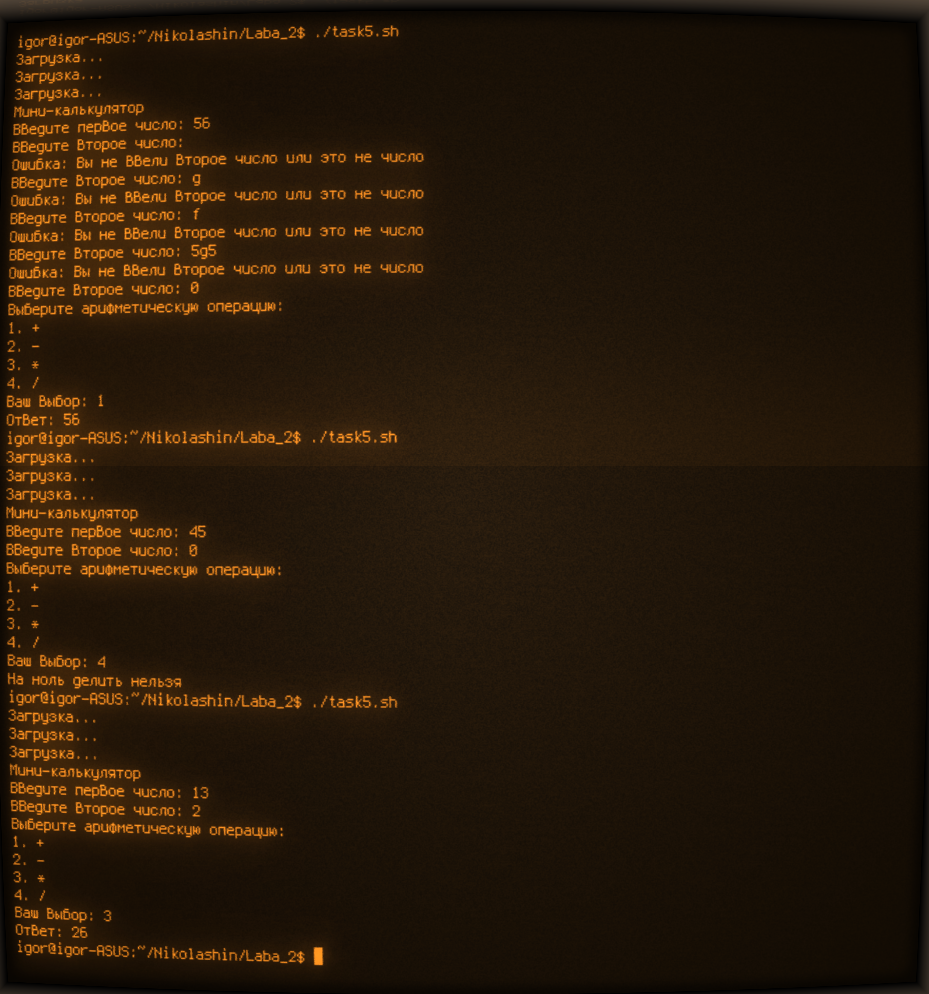 igor@igor-ASUS:~/Nikolashin/Laba_2$ ./task5.sh
Загрузка...
Загрузка...
Загрузка...
Мини-калькулятор
Введите первое число: 56
Введите второе число:
Ошибка: Вы не ввели второе число или это не число
Введите второе число: g
Ошибка: Вы не ввели второе число или это не число
Введите второе число: f
Ошибка: Вы не ввели второе число или это не число
Введите второе число: 5g5
Ошибка: Вы не ввели второе число или это не число
Введите второе число: 0
Выберите арифметическую операцию:
1. +
2. -
3. *
4. /
Ваш выбор: 1
Ответ: 56
igor@igor-ASUS:~/Nikolashin/Laba_2$ ./task5.sh
Загрузка...
Загрузка...
Загрузка...
Мини-калькулятор
Введите первое число: 45
Введите второе число: 0
Выберите арифметическую операцию:
1. +
2. -
3. *
4. /
Ваш выбор: 4
На ноль делить нельзя
igor@igor-ASUS:~/Nikolashin/Laba_2$ ./task5.sh
Загрузка...
Загрузка...
Загрузка...
Мини-калькулятор
Введите первое число: 13
Введите второе число: 2
Выберите арифметическую операцию:
1. +
2. -
3. *
4. /
Ваш выбор: 3
Ответ: 26
igor@igor-ASUS:~/Nikolashin/Laba_2$